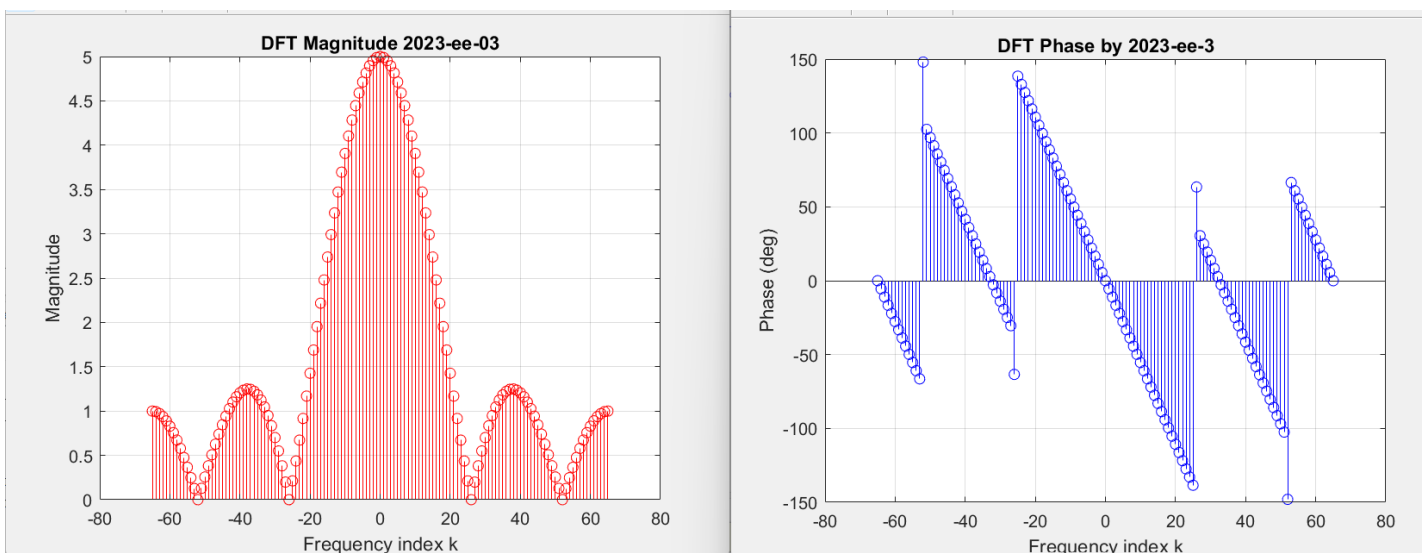 DFT Magnitude 2023-ee-03
5
4.5
4
3.5
3
2.5
2
1.5
1
0.5
0
Magnitude
-80 -60 -40 -20 0 20 40 60 80
Frequency index k
DFT Phase by 2023-ee-3
150
100
50
0
-50
-100
-150
Phase (deg)
-80 -60 -40 -20 0 20 40 60 80
Frequency index k